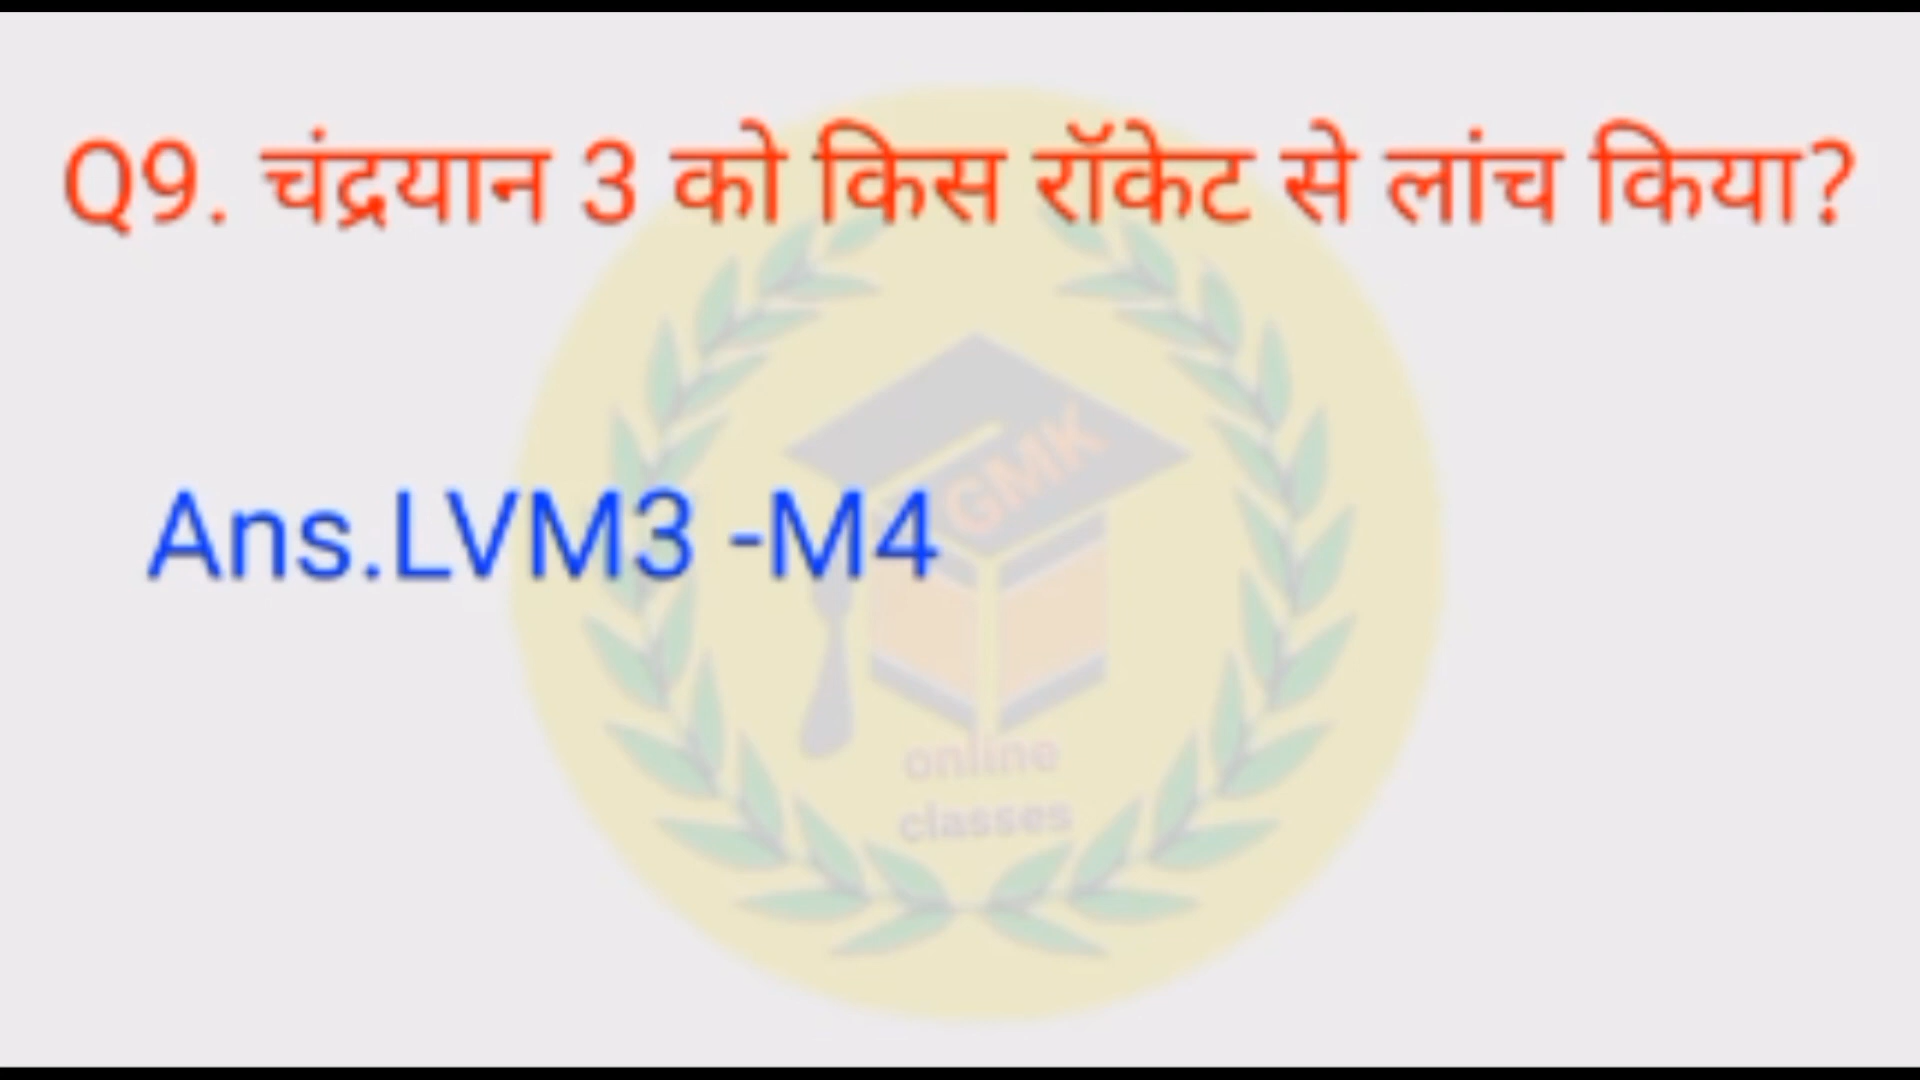 Q9. चंद्रयान 3 को किस रॉकेट से लांच किया?
Ans.LVM3 -M4
GMK
online
classes